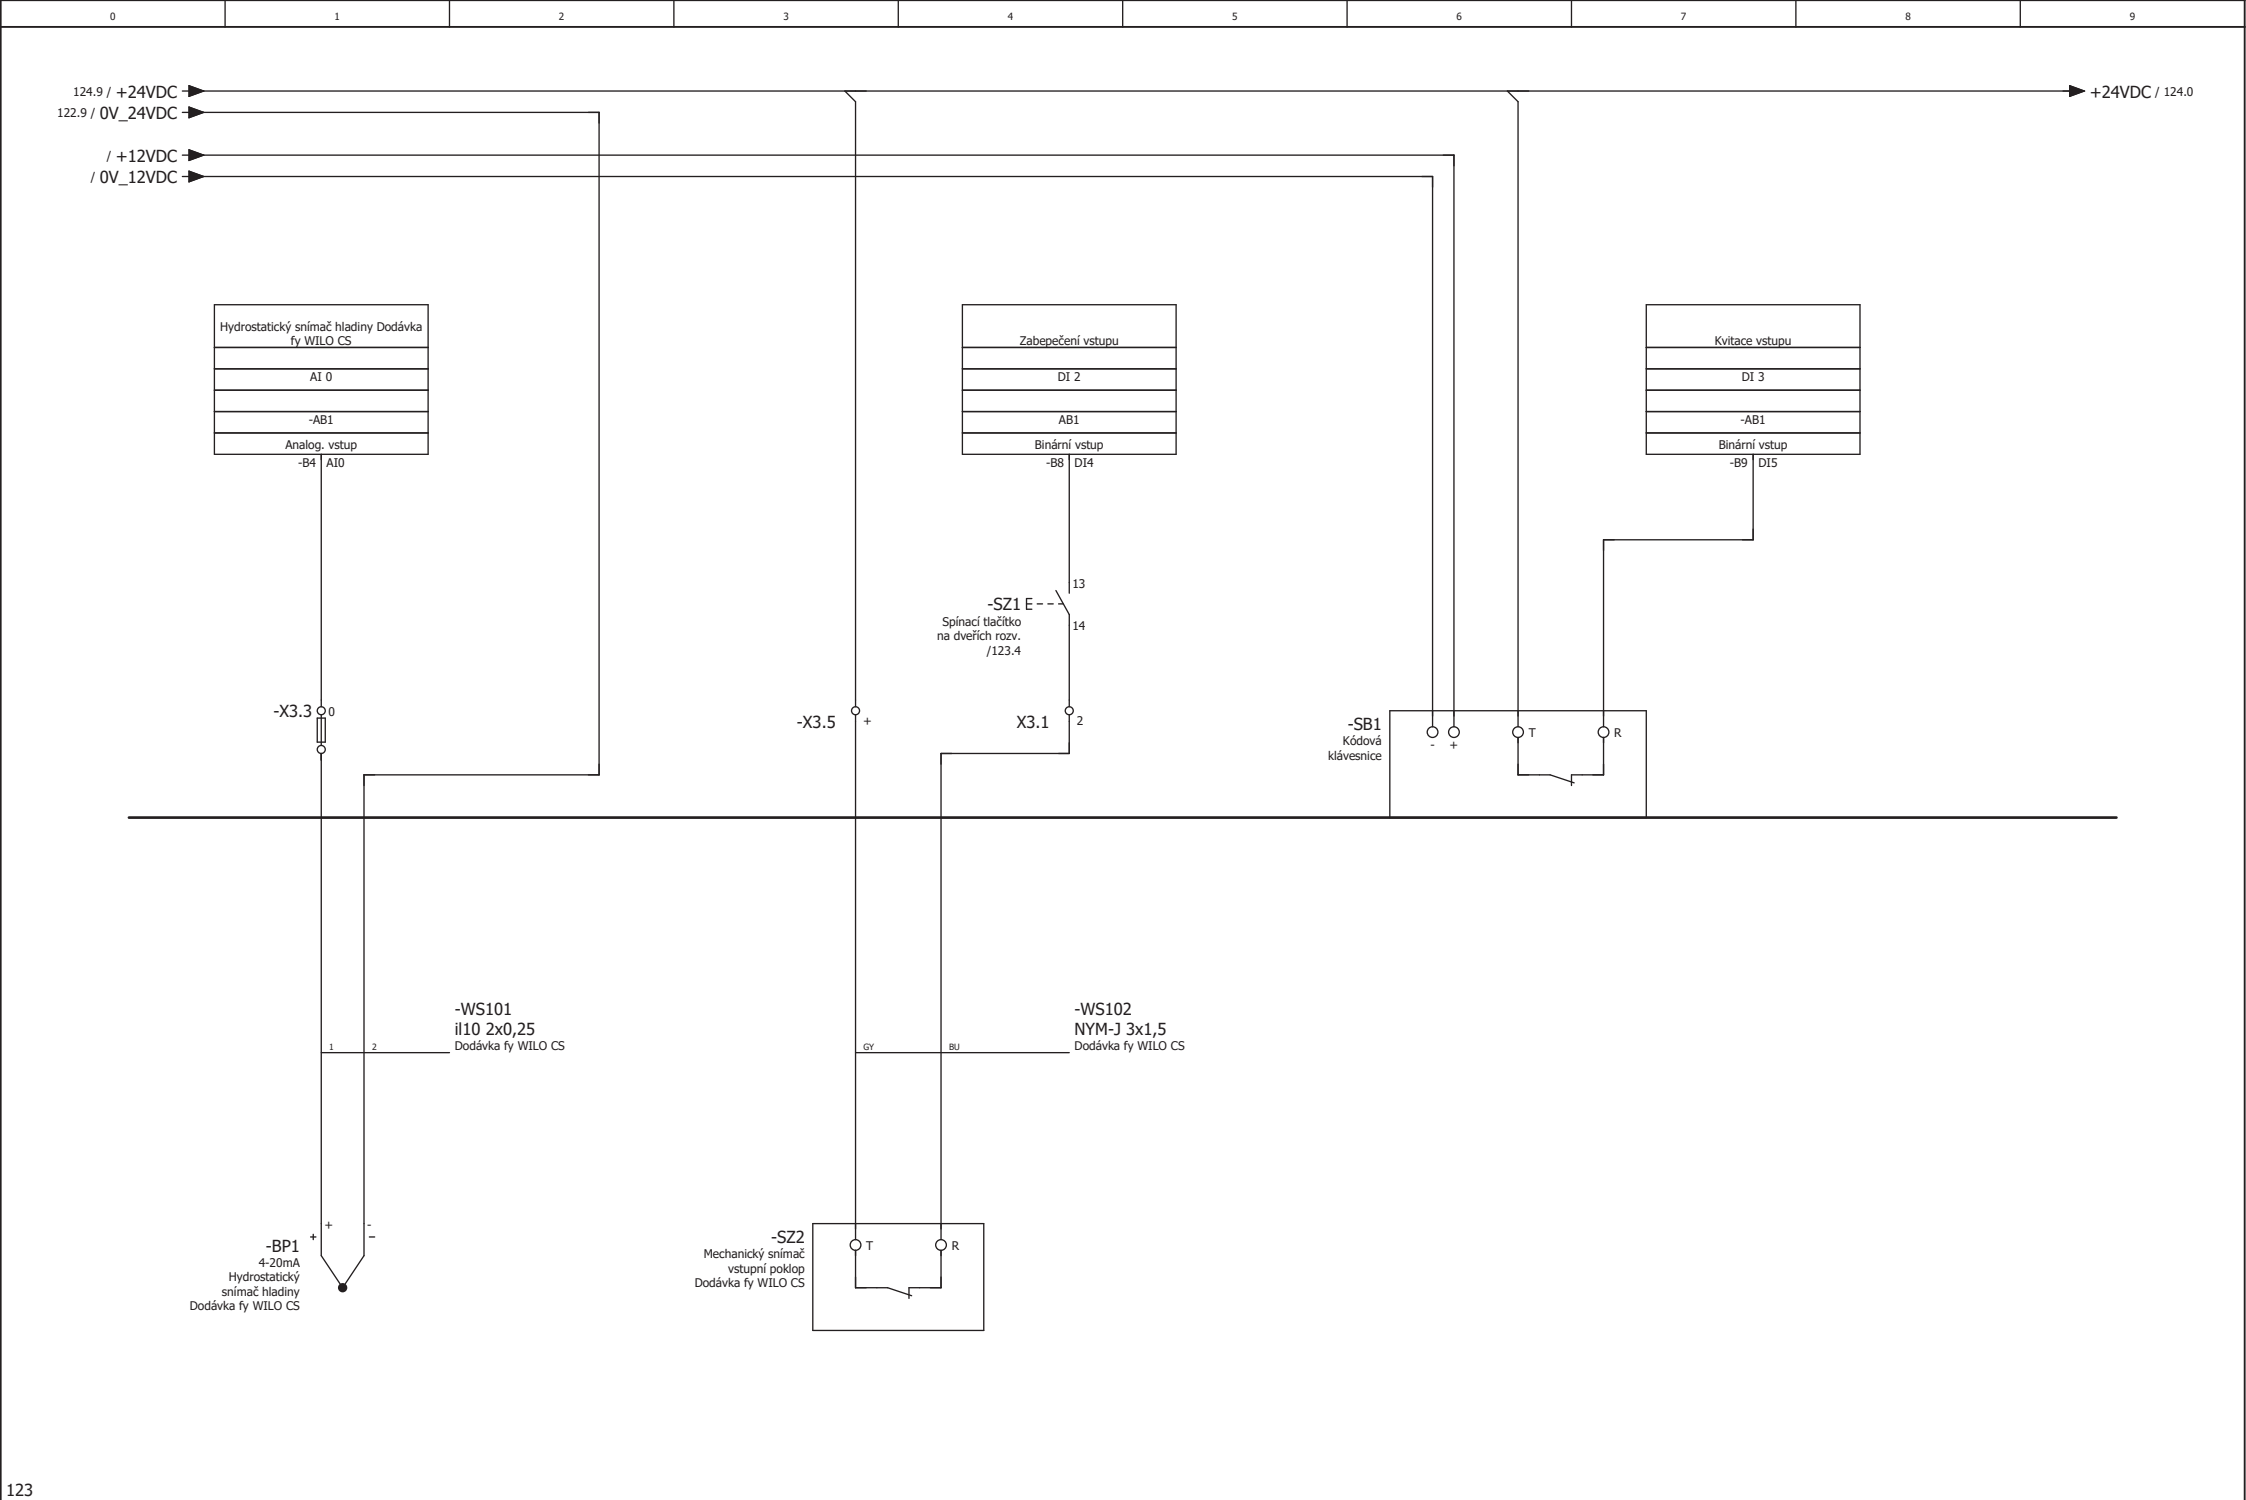 0 1 2 3 4 5 6 7 8 9
124.9 / +24VDC
+24VDC / 124.0
122.9 / 0V_24VDC
/ +12VDC
/ 0V_12VDC
Hydrostatický snímač hladiny Dodávka
fy WILO CS
AI 0
-AB1
Analog. vstup
-B4 AI0
Zabepečení vstupu
DI 2
AB1
Binární vstup
-B8 DI4
Kvitace vstupu
DI 3
-AB1
Binární vstup
-B9 DI5
13
-SZ1
14
Spínací tlačítko
na dveřích rozv.
/123.4
-X3.3 0
-X3.5 +
X3.1 2
-SB1
Kódová
klávesnice
- +
T
R
-WS101
il10 2x0,25
Dodávka fy WILO CS
1 2
-WS102
NYM-J 3x1,5
Dodávka fy WILO CS
GY BU
+ -
+ -
-BP1
4-20mA
Hydrostatický
snímač hladiny
Dodávka fy WILO CS
-SZ2
Mechanický snímač
vstupní poklop
Dodávka fy WILO CS
T
R
123